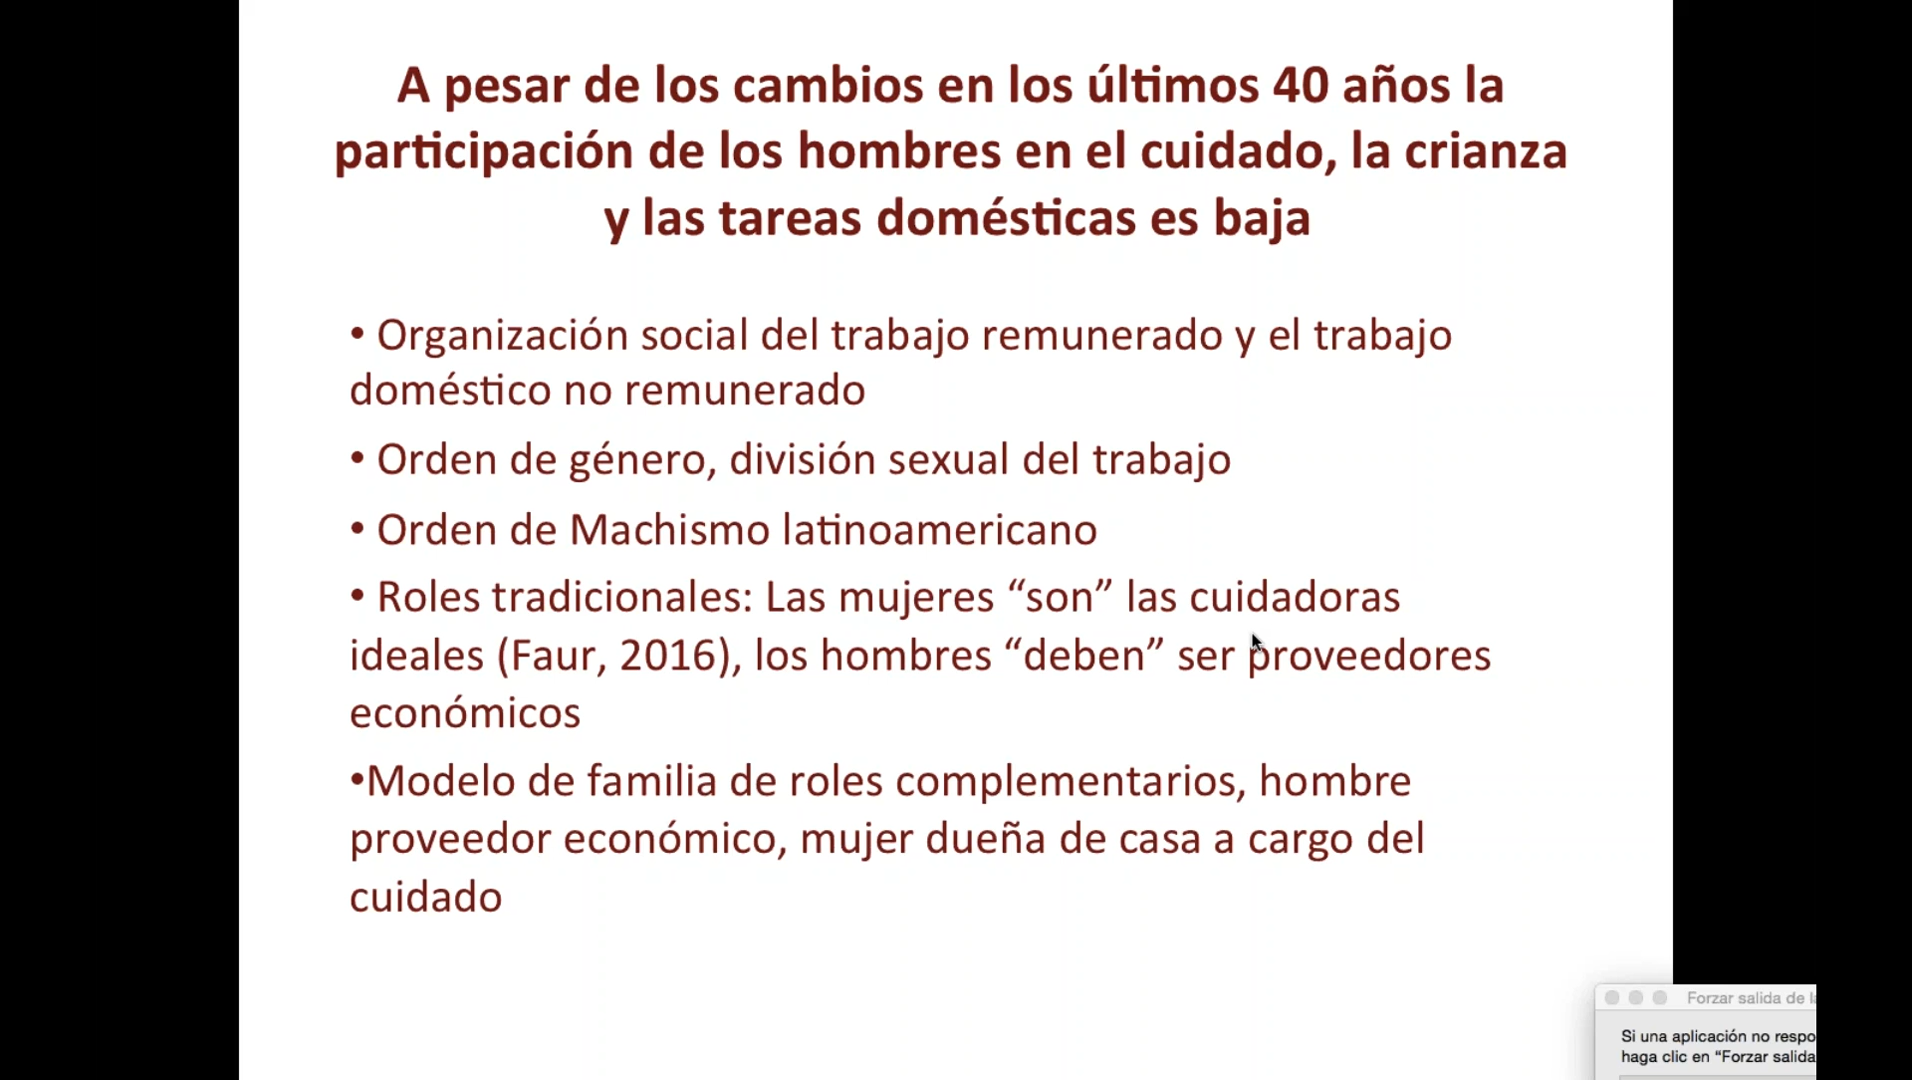 A pesar de los cambios en los últimos 40 años la
participación de los hombres en el cuidado, la crianza
y las tareas domésticas es baja
• Organización social del trabajo remunerado y el trabajo
doméstico no remunerado
• Orden de género, división sexual del trabajo
• Orden de Machismo latinoamericano
• Roles tradicionales: Las mujeres “son” las cuidadoras
ideales (Faur, 2016), los hombres “deben” ser proveedores
económicos
•Modelo de familia de roles complementarios, hombre
proveedor económico, mujer dueña de casa a cargo del
cuidado
Forzar salida de
Si una aplicación no
haga clic en “Forzar salida